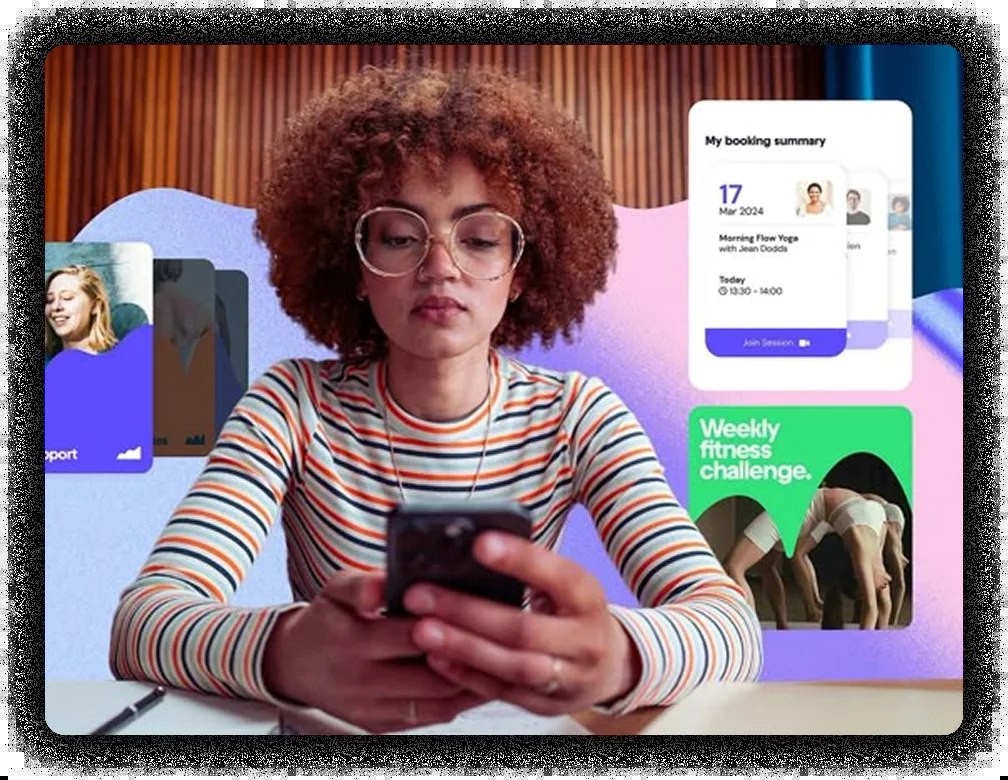 My booking summary
17
Mar 2024
Morning Flow Yoga
with Jean Dodds
Today
13:30 - 14:00
Join Session
Weekly
fitness
challenge.
pport